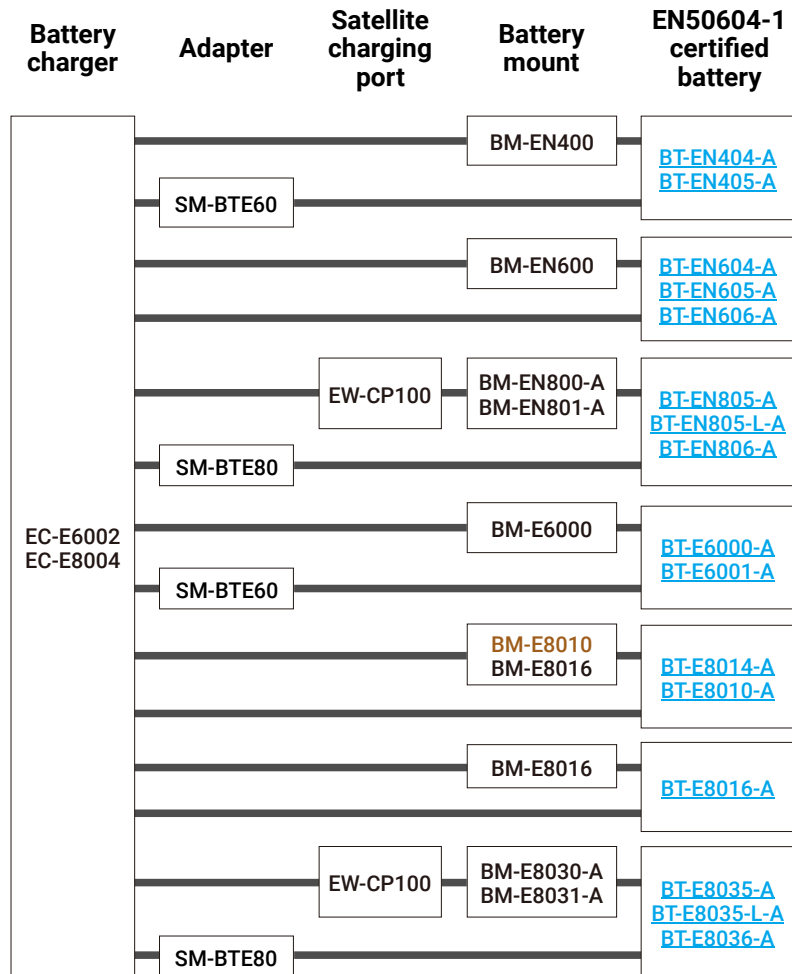 Battery
charger
Adapter
Satellite
charging
port
Battery
mount
EN50604-1
certified
battery
EC-E6002
EC-E8004
BM-EN400
SM-BTE60
BT-EN404-A
BT-EN405-A
BM-EN600
BT-EN604-A
BT-EN605-A
BT-EN606-A
EW-CP100
BM-EN800-A
BM-EN801-A
SM-BTE80
BT-EN805-A
BT-EN805-L-A
BT-EN806-A
BM-E6000
SM-BTE60
BT-E6000-A
BT-E6001-A
BM-E8010
BM-E8016
BT-E8014-A
BT-E8010-A
BM-E8016
BT-E8016-A
EW-CP100
BM-E8030-A
BM-E8031-A
SM-BTE80
BT-E8035-A
BT-E8035-L-A
BT-E8036-A